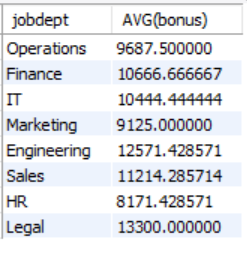 jobdept AVG(bonus)
Operations 9687.500000
Finance 10666.666667
IT 10444.444444
Marketing 9125.000000
Engineering 12571.428571
Sales 11214.285714
HR 8171.428571
Legal 13300.000000